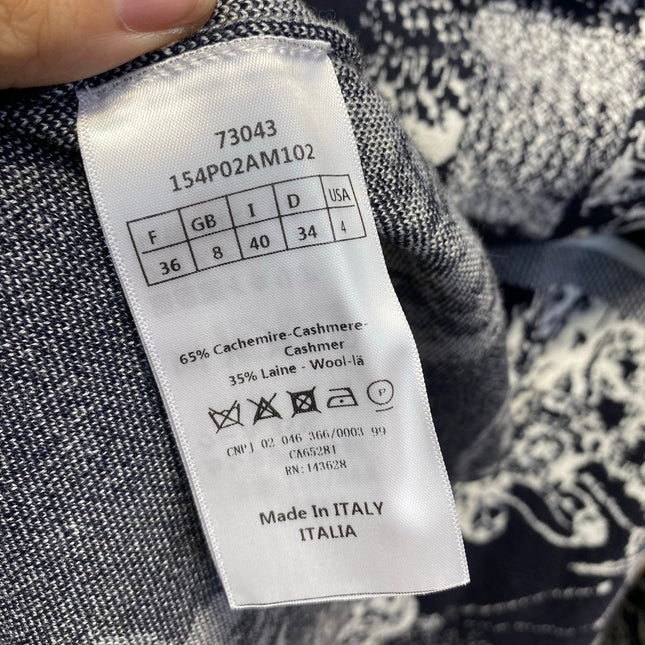 73043
154P02AM102
F GB I D USA
36 8 40 34 4
65% Cachemire-Cashmere-
Cashmer
35% Laine - Wool-lã
P
CNPJ 02 046 366/0003 99
CA65281
RN:143628
Made In ITALY
ITALIA